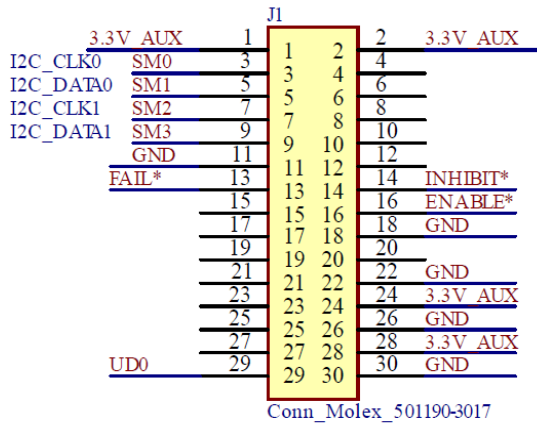 J1
3.3V_AUX 1 1 2 2 3.3V_AUX
I2C_CLK0 SM0 3 3 4 4
I2C_DATA0 SM1 5 5 6 6
I2C_CLK1 SM2 7 7 8 8
I2C_DATA1 SM3 9 9 10 10
GND 11 11 12 12
FAIL* 13 13 14 14 INHIBIT*
15 15 16 16 ENABLE*
17 17 18 18 GND
19 19 20 20
21 21 22 22 GND
23 23 24 24 3.3V_AUX
25 25 26 26 GND
27 27 28 28 3.3V_AUX
UD0 29 29 30 30 GND
Conn_Molex_501190-3017